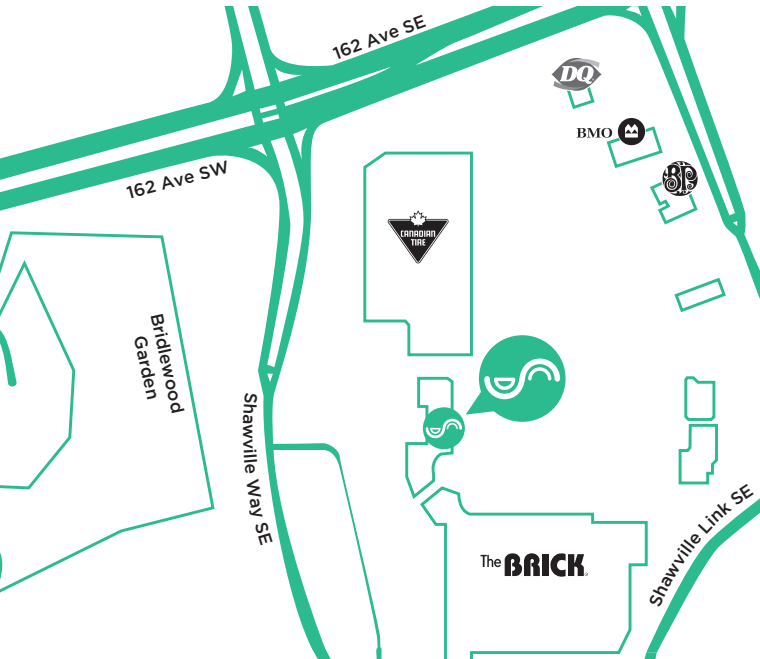 162 Ave SE
DQ
BMO
162 Ave SW
BP
CANADIAN
TIRE
Bridlewood
Garden
Shawville Way SE
Shawville Link SE
The BRICK